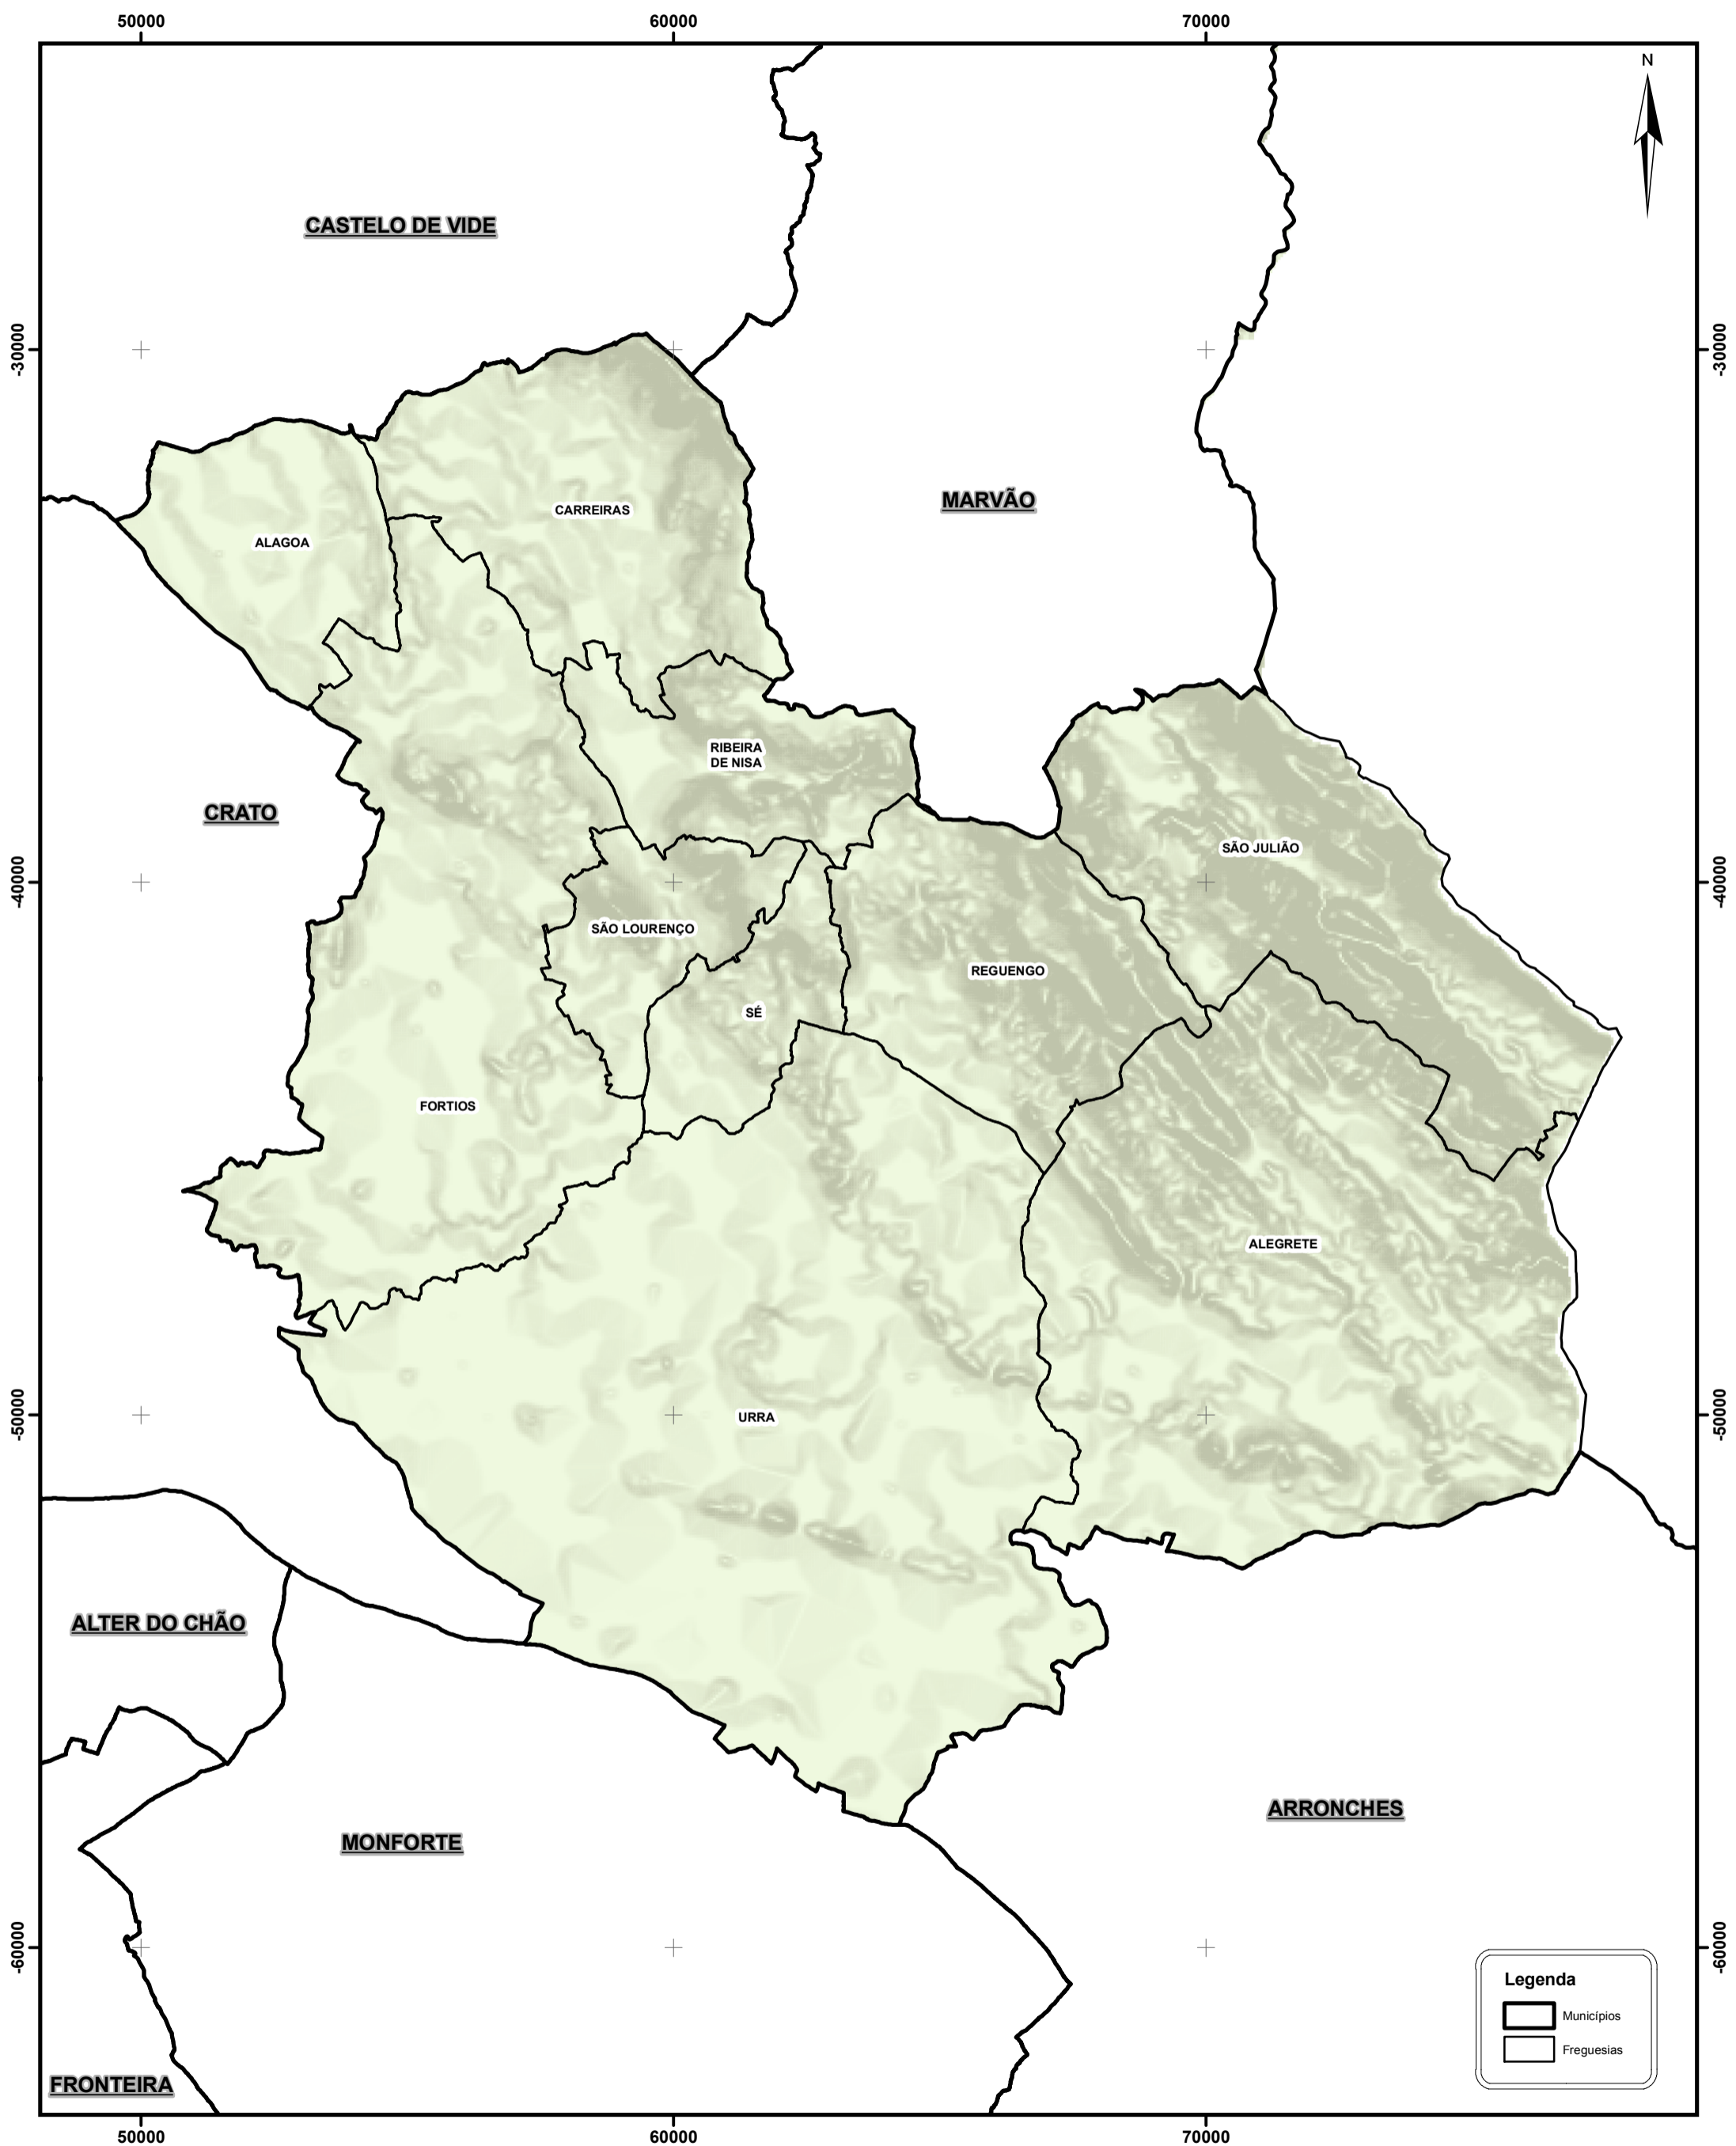 50000 60000 70000
N
CASTELO DE VIDE
-30000 -30000
MARVÃO
CARREIRAS
ALAGOA
RIBEIRA
DE NISA
CRATO
SÃO JULIÃO
-40000 -40000
SÃO LOURENÇO
REGUENGO
SÉ
FORTIOS
ALEGRETE
-50000 -50000
URRA
ALTER DO CHÃO
ARRONCHES
MONFORTE
-60000 -60000
Legenda
Municípios
Freguesias
FRONTEIRA
50000 60000 70000